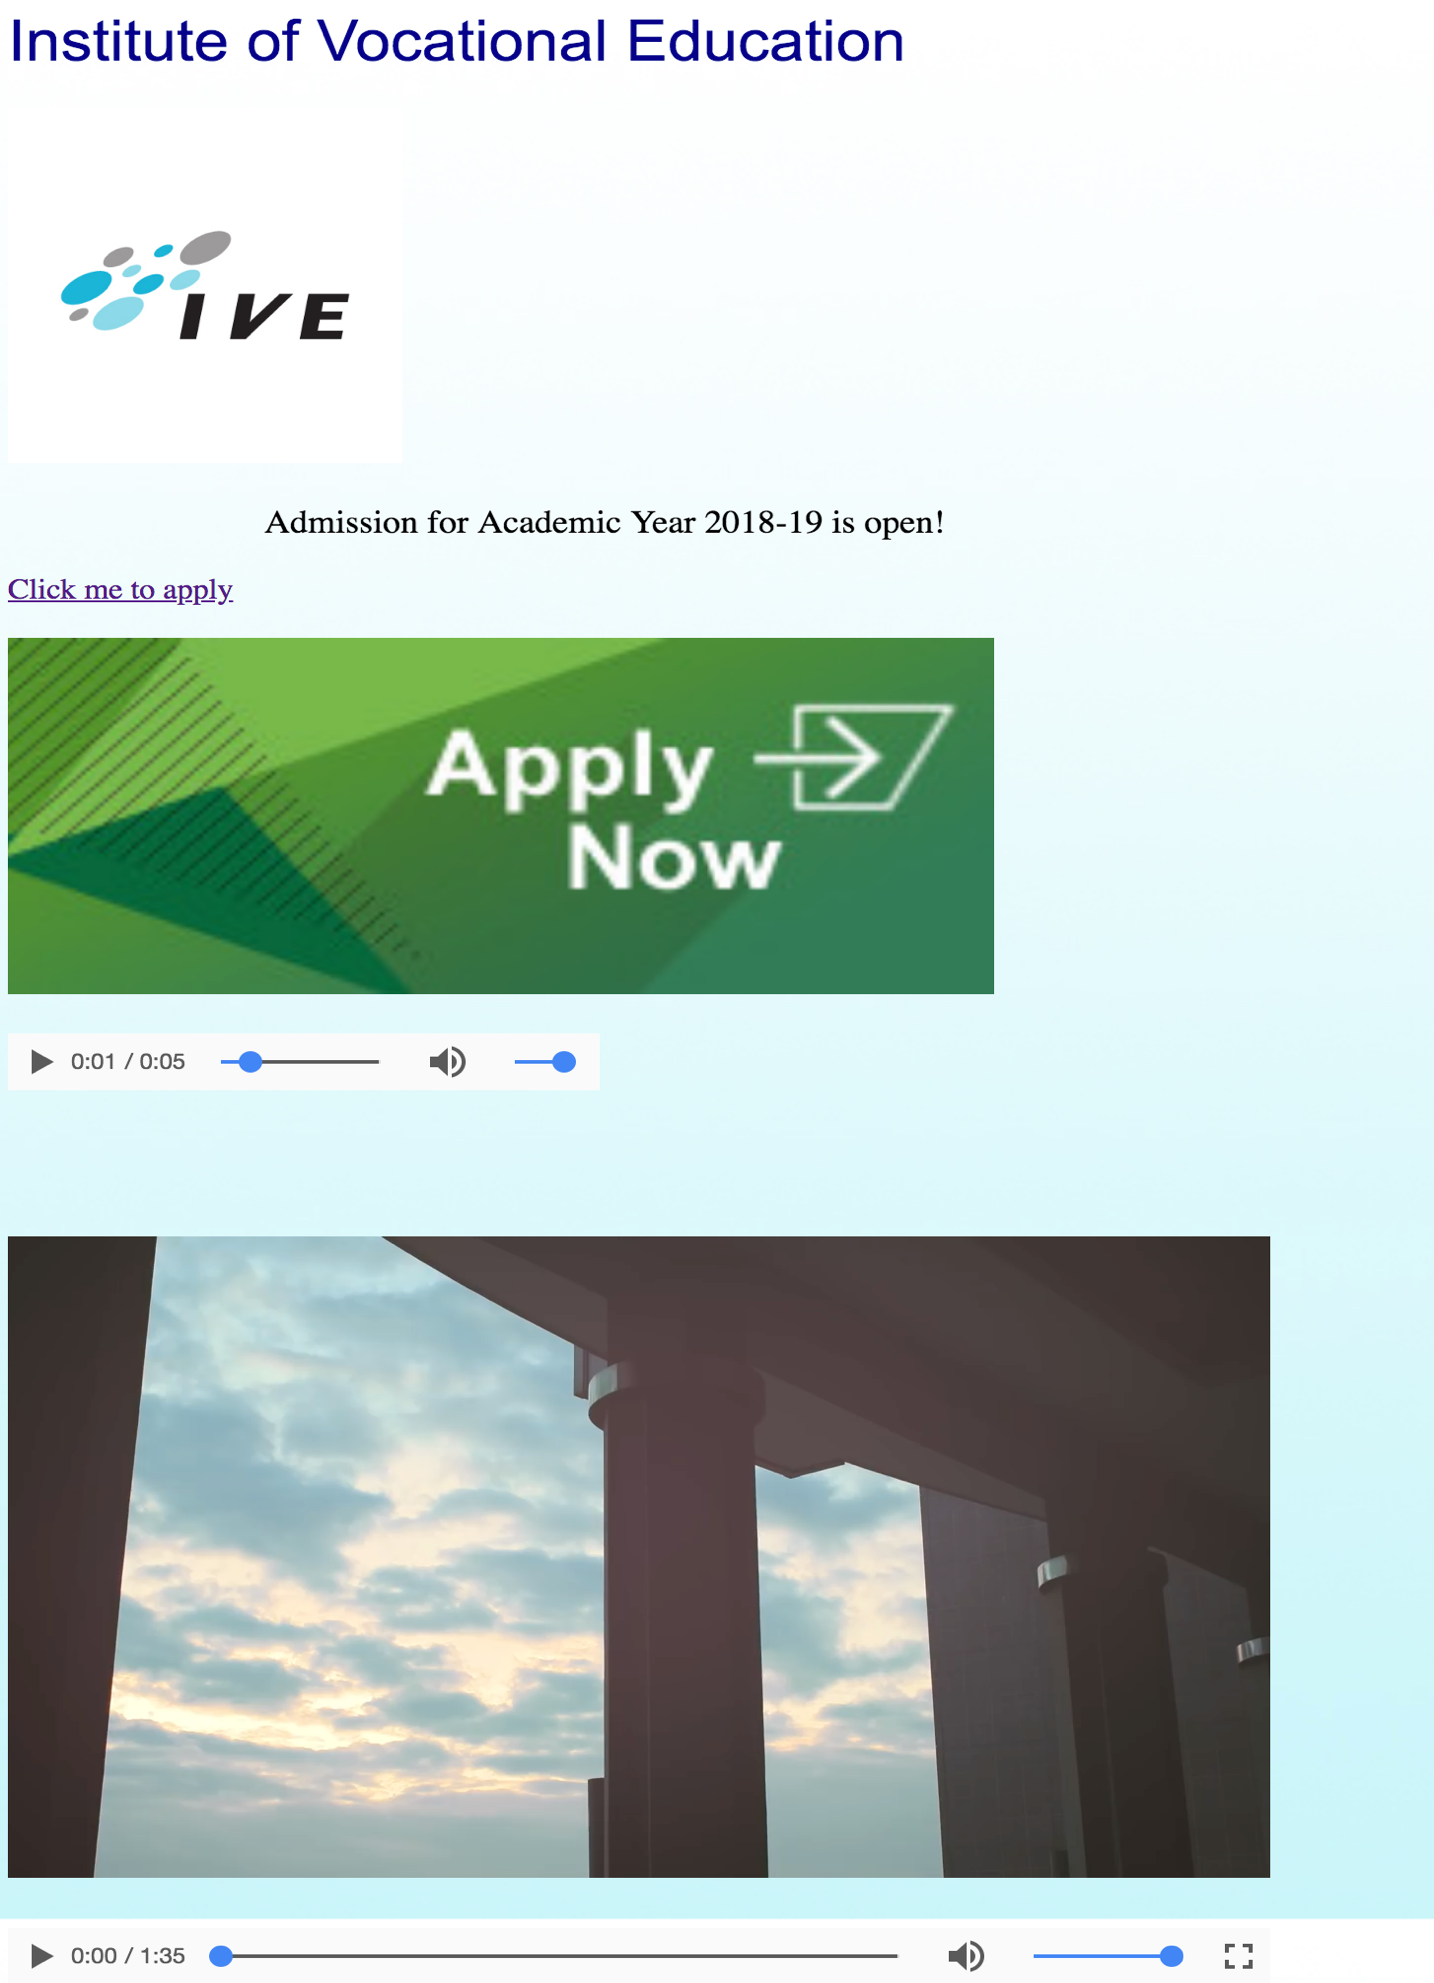 Institute of Vocational Education
IVE
Admission for Academic Year 2018-19 is open!
Click me to apply
Apply
Now
0:01 / 0:05
0:00 / 1:35